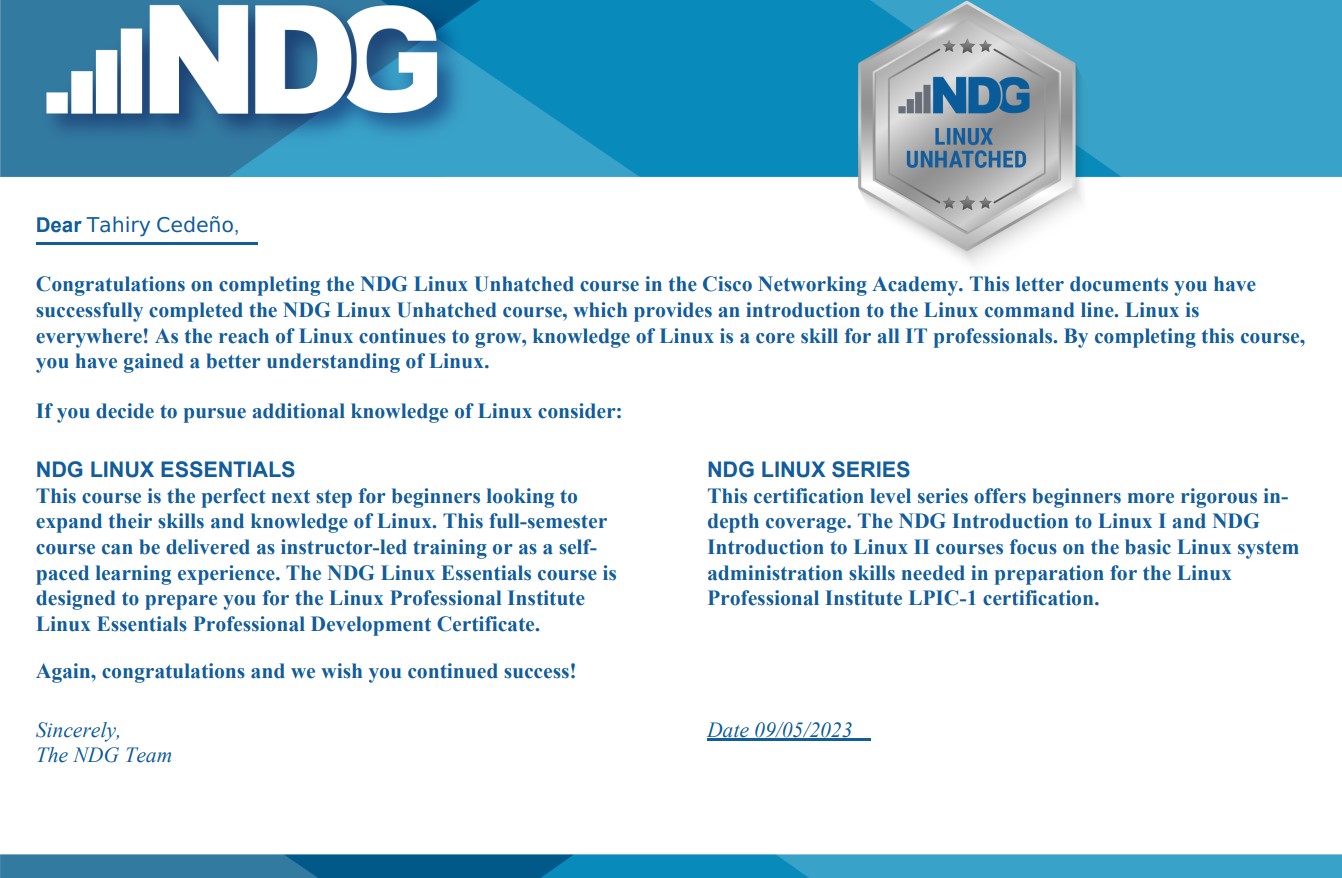 NDG
NDG
LINUX
UNHATCHED
Dear Tahiry Cedeño,
Congratulations on completing the NDG Linux Unhatched course in the Cisco Networking Academy. This letter documents you have
successfully completed the NDG Linux Unhatched course, which provides an introduction to the Linux command line. Linux is
everywhere! As the reach of Linux continues to grow, knowledge of Linux is a core skill for all IT professionals. By completing this course,
you have gained a better understanding of Linux.
If you decide to pursue additional knowledge of Linux consider:
NDG LINUX ESSENTIALS
This course is the perfect next step for beginners looking to
expand their skills and knowledge of Linux. This full-semester
course can be delivered as instructor-led training or as a self-
paced learning experience. The NDG Linux Essentials course is
designed to prepare you for the Linux Professional Institute
Linux Essentials Professional Development Certificate.
NDG LINUX SERIES
This certification level series offers beginners more rigorous in-
depth coverage. The NDG Introduction to Linux I and NDG
Introduction to Linux II courses focus on the basic Linux system
administration skills needed in preparation for the Linux
Professional Institute LPIC-1 certification.
Again, congratulations and we wish you continued success!
Sincerely,
The NDG Team
Date 09/05/2023